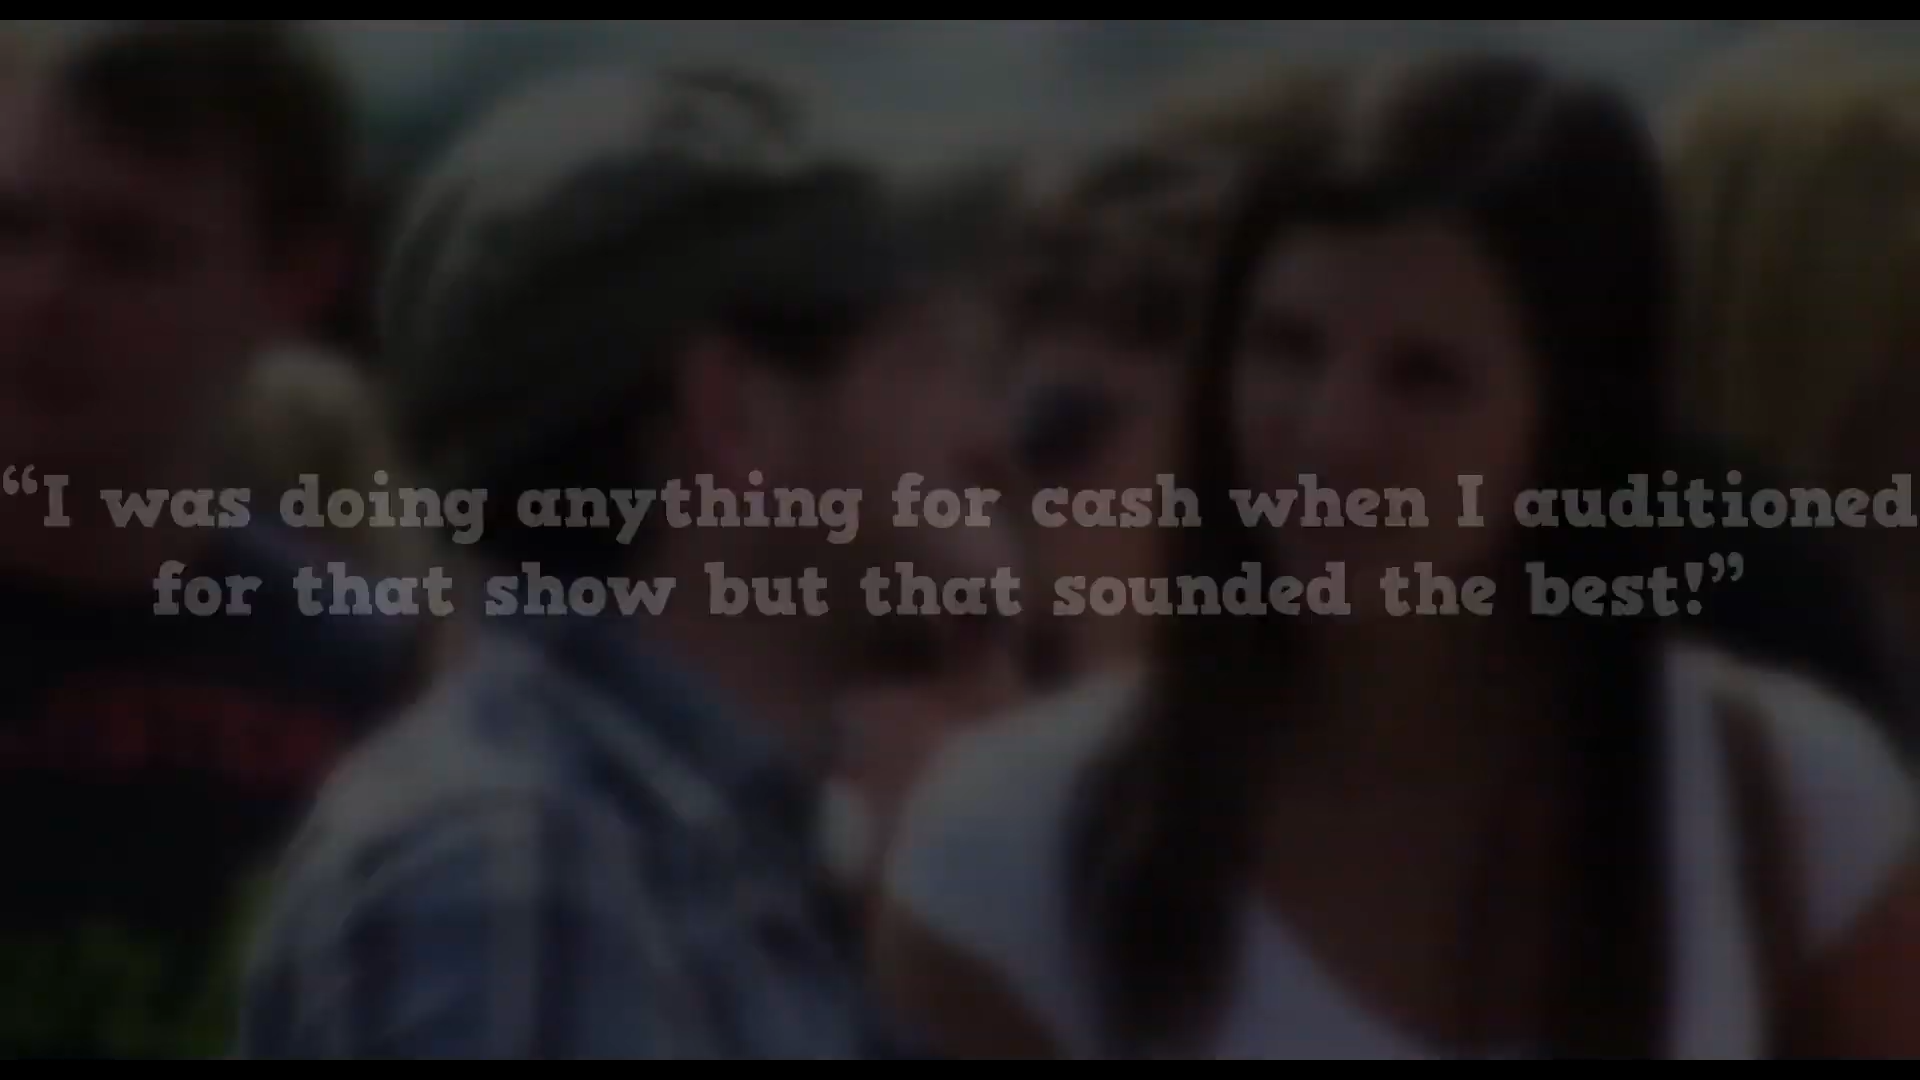 “I was doing anything for cash when I auditioned
for that show but that sounded the best!”